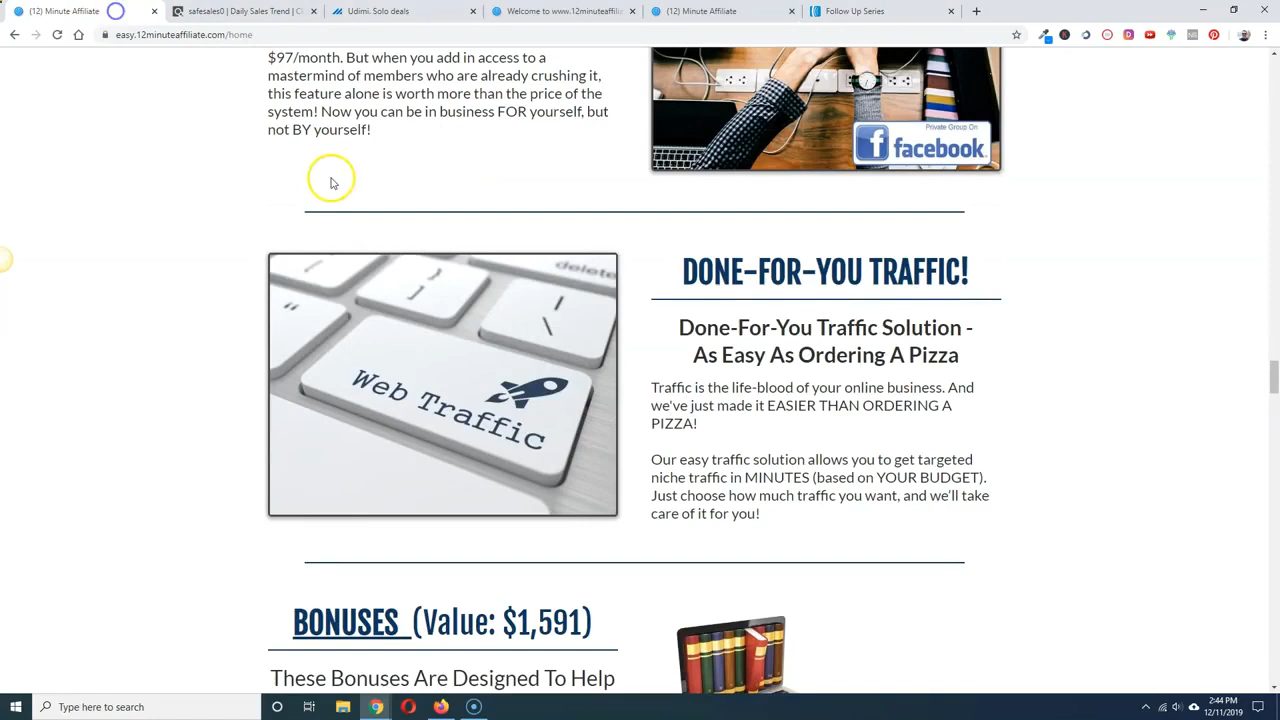 (12) Minute Affiliate
safesales0 | Daily Sales Trend | Cl
Udimi. Solo deals
Welcome to www.12minuteaffiliate
(12) Minute Affiliate
Follow Up Series
easy.12minuteaffiliate.com/home
$97/month. But when you add in access to a
mastermind of members who are already crushing it,
this feature alone is worth more than the price of the
system! Now you can be in business FOR yourself, but
not BY yourself!
Private Group On
facebook
delete
Web Traffic
DONE-FOR-YOU TRAFFIC!
Done-For-You Traffic Solution -
As Easy As Ordering A Pizza
Traffic is the life-blood of your online business. And
we've just made it EASIER THAN ORDERING A
PIZZA!
Our easy traffic solution allows you to get targeted
niche traffic in MINUTES (based on YOUR BUDGET).
Just choose how much traffic you want, and we'll take
care of it for you!
BONUSES (Value: $1,591)
These Bonuses Are Designed To Help
Type here to search
2:44 PM
12/11/2019